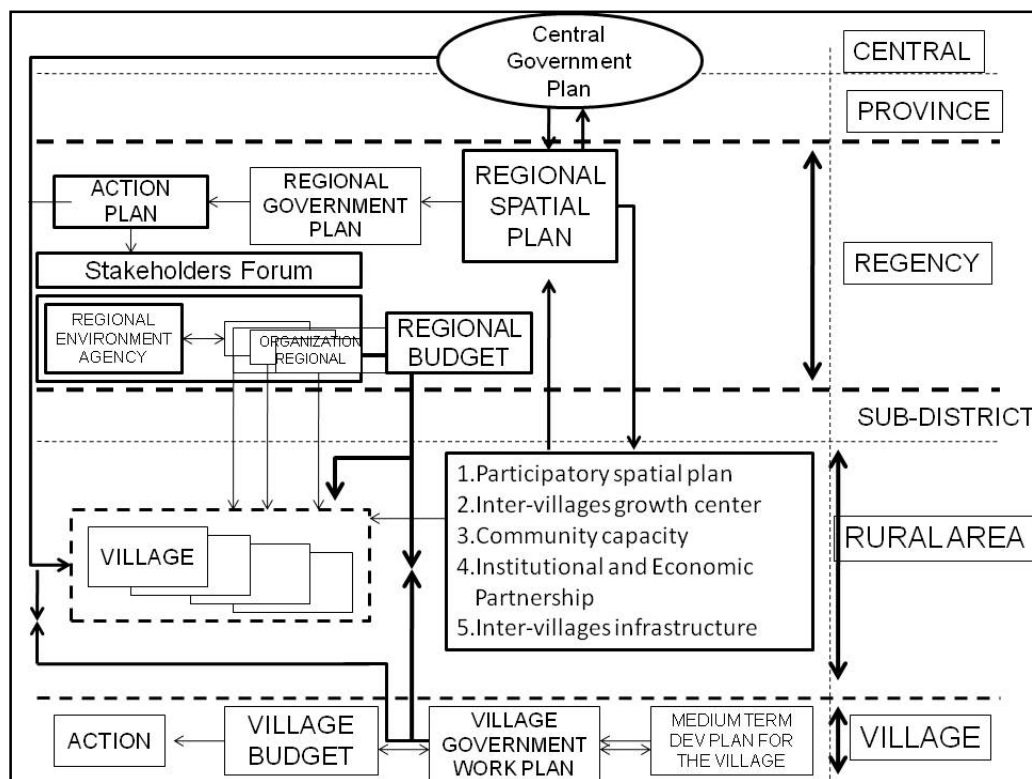 Central
Government
Plan
CENTRAL
PROVINCE
ACTION
PLAN
REGIONAL
GOVERNMENT
PLAN
REGIONAL
SPATIAL
PLAN
REGENCY
Stakeholders Forum
REGIONAL
ENVIRONMENT
AGENCY
ORGANIZATION
REGIONAL
REGIONAL
BUDGET
SUB-DISTRICT
1.Participatory spatial plan
2.Inter-villages growth center
3.Community capacity
4.Institutional and Economic
Partnership
5.Inter-villages infrastructure
VILLAGE
RURAL AREA
ACTION
VILLAGE
BUDGET
VILLAGE
GOVERNMENT
WORK PLAN
MEDIUM TERM
DEV PLAN FOR
THE VILLAGE
VILLAGE